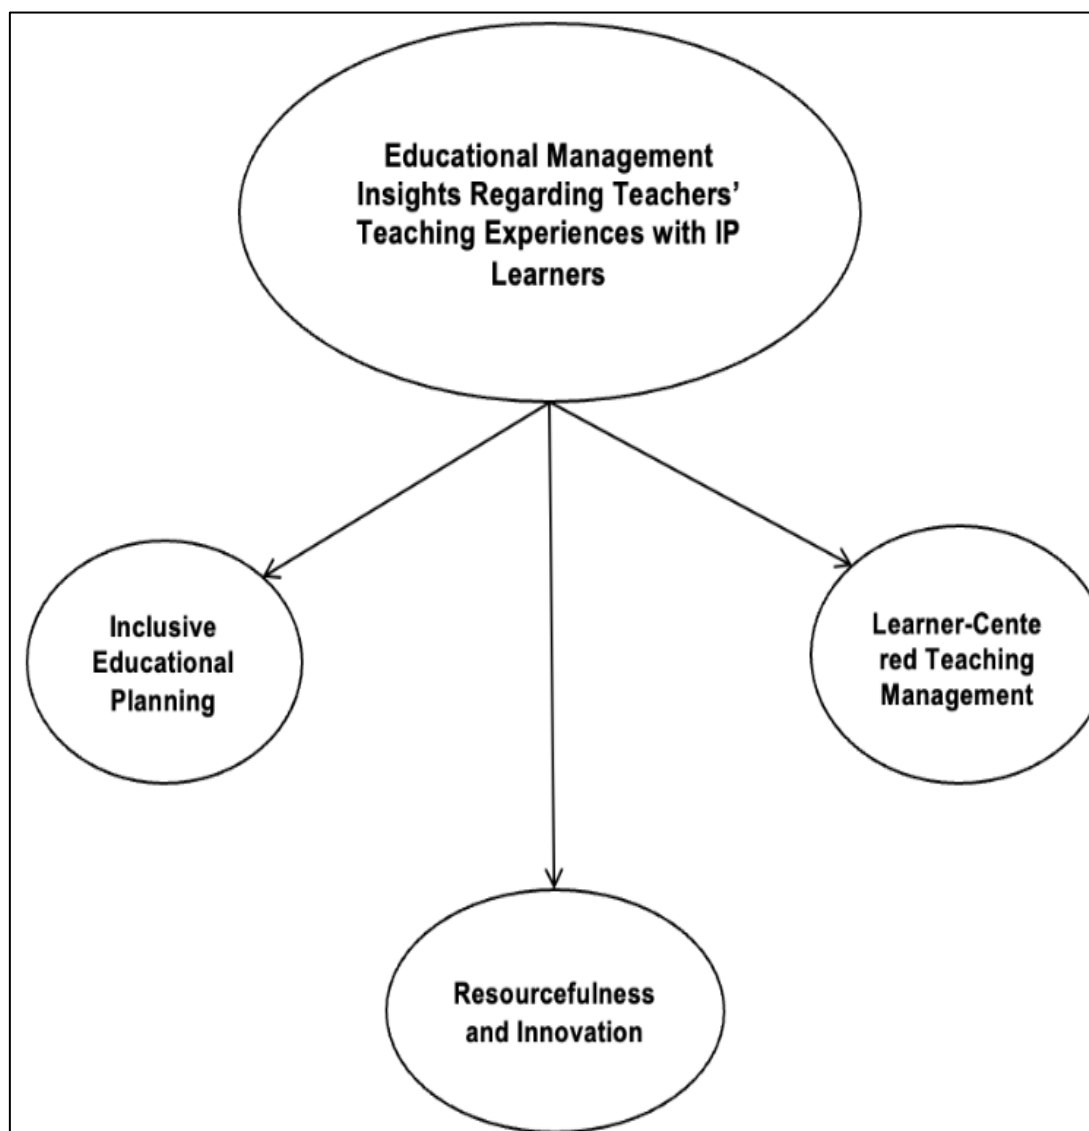 Educational Management
Insights Regarding Teachers’
Teaching Experiences with IP
Learners
Inclusive
Educational
Planning
Learner-Cente
red Teaching
Management
Resourcefulness
and Innovation